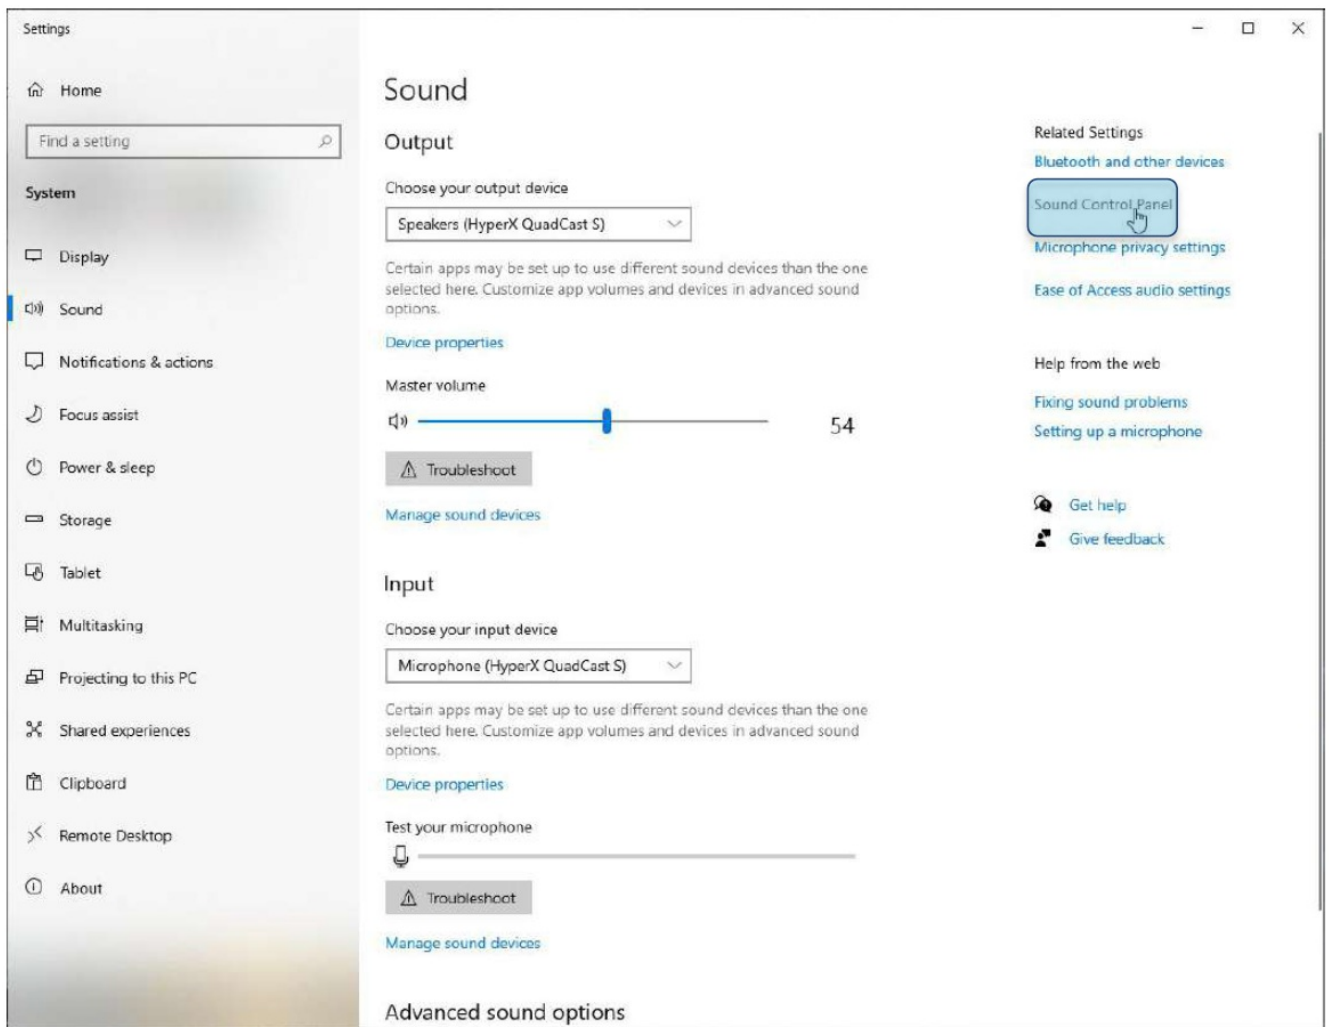 Settings
Home
Find a setting
System
Display
Sound
Notifications & actions
Focus assist
Power & sleep
Storage
Tablet
Multitasking
Projecting to this PC
Shared experiences
Clipboard
Remote Desktop
About
Sound
Output
Choose your output device
Speakers (HyperX QuadCast S)
Certain apps may be set up to use different sound devices than the one
selected here. Customize app volumes and devices in advanced sound
options.
Device properties
Master volume
54
Troubleshoot
Manage sound devices
Input
Choose your input device
Microphone (HyperX QuadCast S)
Certain apps may be set up to use different sound devices than the one
selected here. Customize app volumes and devices in advanced sound
options.
Device properties
Test your microphone
Troubleshoot
Manage sound devices
Advanced sound options
Related Settings
Bluetooth and other devices
Sound Control Panel
Microphone privacy settings
Ease of Access audio settings
Help from the web
Fixing sound problems
Setting up a microphone
Get help
Give feedback